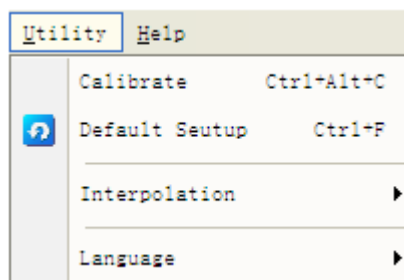 Utility Help
Calibrate Ctrl+Alt+C
Default Seutup Ctrl+F
Interpolation
Language